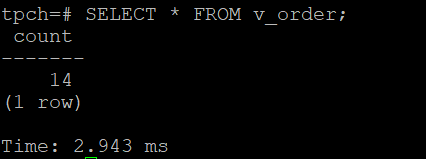 tpch=# SELECT * FROM v_order;
 count
-------
    14
(1 row)

Time: 2.943 ms